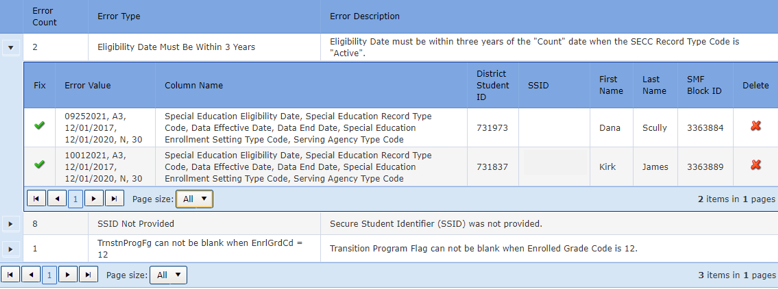 Error Count Error Type Error Description
2 Eligibility Date Must Be Within 3 Years Eligibility Date must be within three years of the "Count" date when the SECC Record Type Code is "Active".
Fix Error Value Column Name District Student ID SSID First Name Last Name SMF Block ID Delete
09252021, A3, 12/01/2017, 12/01/2020, N, 30 Special Education Eligibility Date, Special Education Record Type Code, Data Effective Date, Data End Date, Special Education Enrollment Setting Type Code, Serving Agency Type Code 731973 Dana Scully 3363884
10012021, A3, 12/01/2017, 12/01/2020, N, 30 Special Education Eligibility Date, Special Education Record Type Code, Data Effective Date, Data End Date, Special Education Enrollment Setting Type Code, Serving Agency Type Code 731837 Kirk James 3363889
1 Page size: All 2 items in 1 pages
8 SSID Not Provided Secure Student Identifier (SSID) was not provided.
1 TrnstnProgFg can not be blank when EnrlGrdCd = 12 Transition Program Flag can not be blank when Enrolled Grade Code is 12.
1 Page size: All 3 items in 1 pages